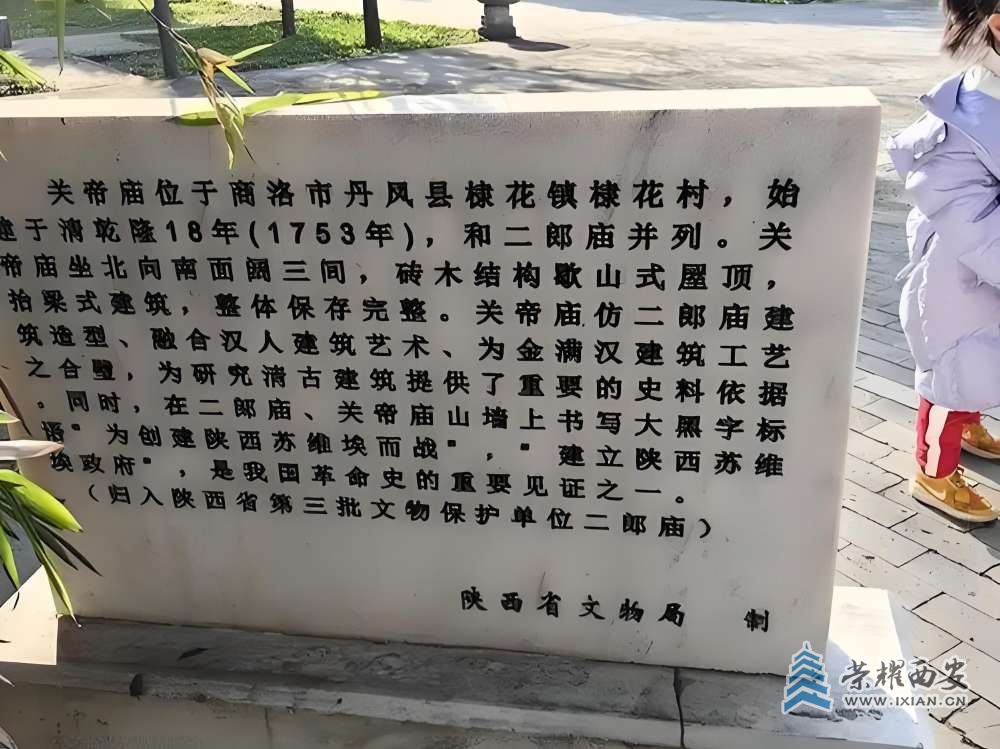 关帝庙位于商洛市丹凤县棣花镇棣花村，始
建于清乾隆18年(1753年)，和二郎庙并列。关
帝庙坐北向南面阔三间，砖木结构歇山式屋顶，
抬梁式建筑，整体保存完整。关帝庙仿二郎庙建
筑造型、融合汉人建筑艺术、为金满汉建筑工艺
之合璧，为研究清古建筑提供了重要的史料依据
。同时，在二郎庙、关帝庙山墙上书写大黑字标
语"为创建陕西苏维埃而战"，"建立陕西苏维
埃政府"，是我国革命史的重要见证之一。
（归入陕西省第三批文物保护单位二郎庙）
陕西省文物局 制
荣耀西安
WWW.IXIAN.CN